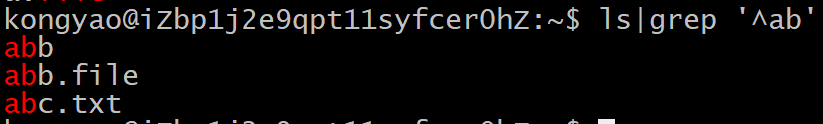 kongyao@iZbp1j2e9qpt11syfcer0hZ:~$ ls|grep '^ab'
abb
abb.file
abc.txt